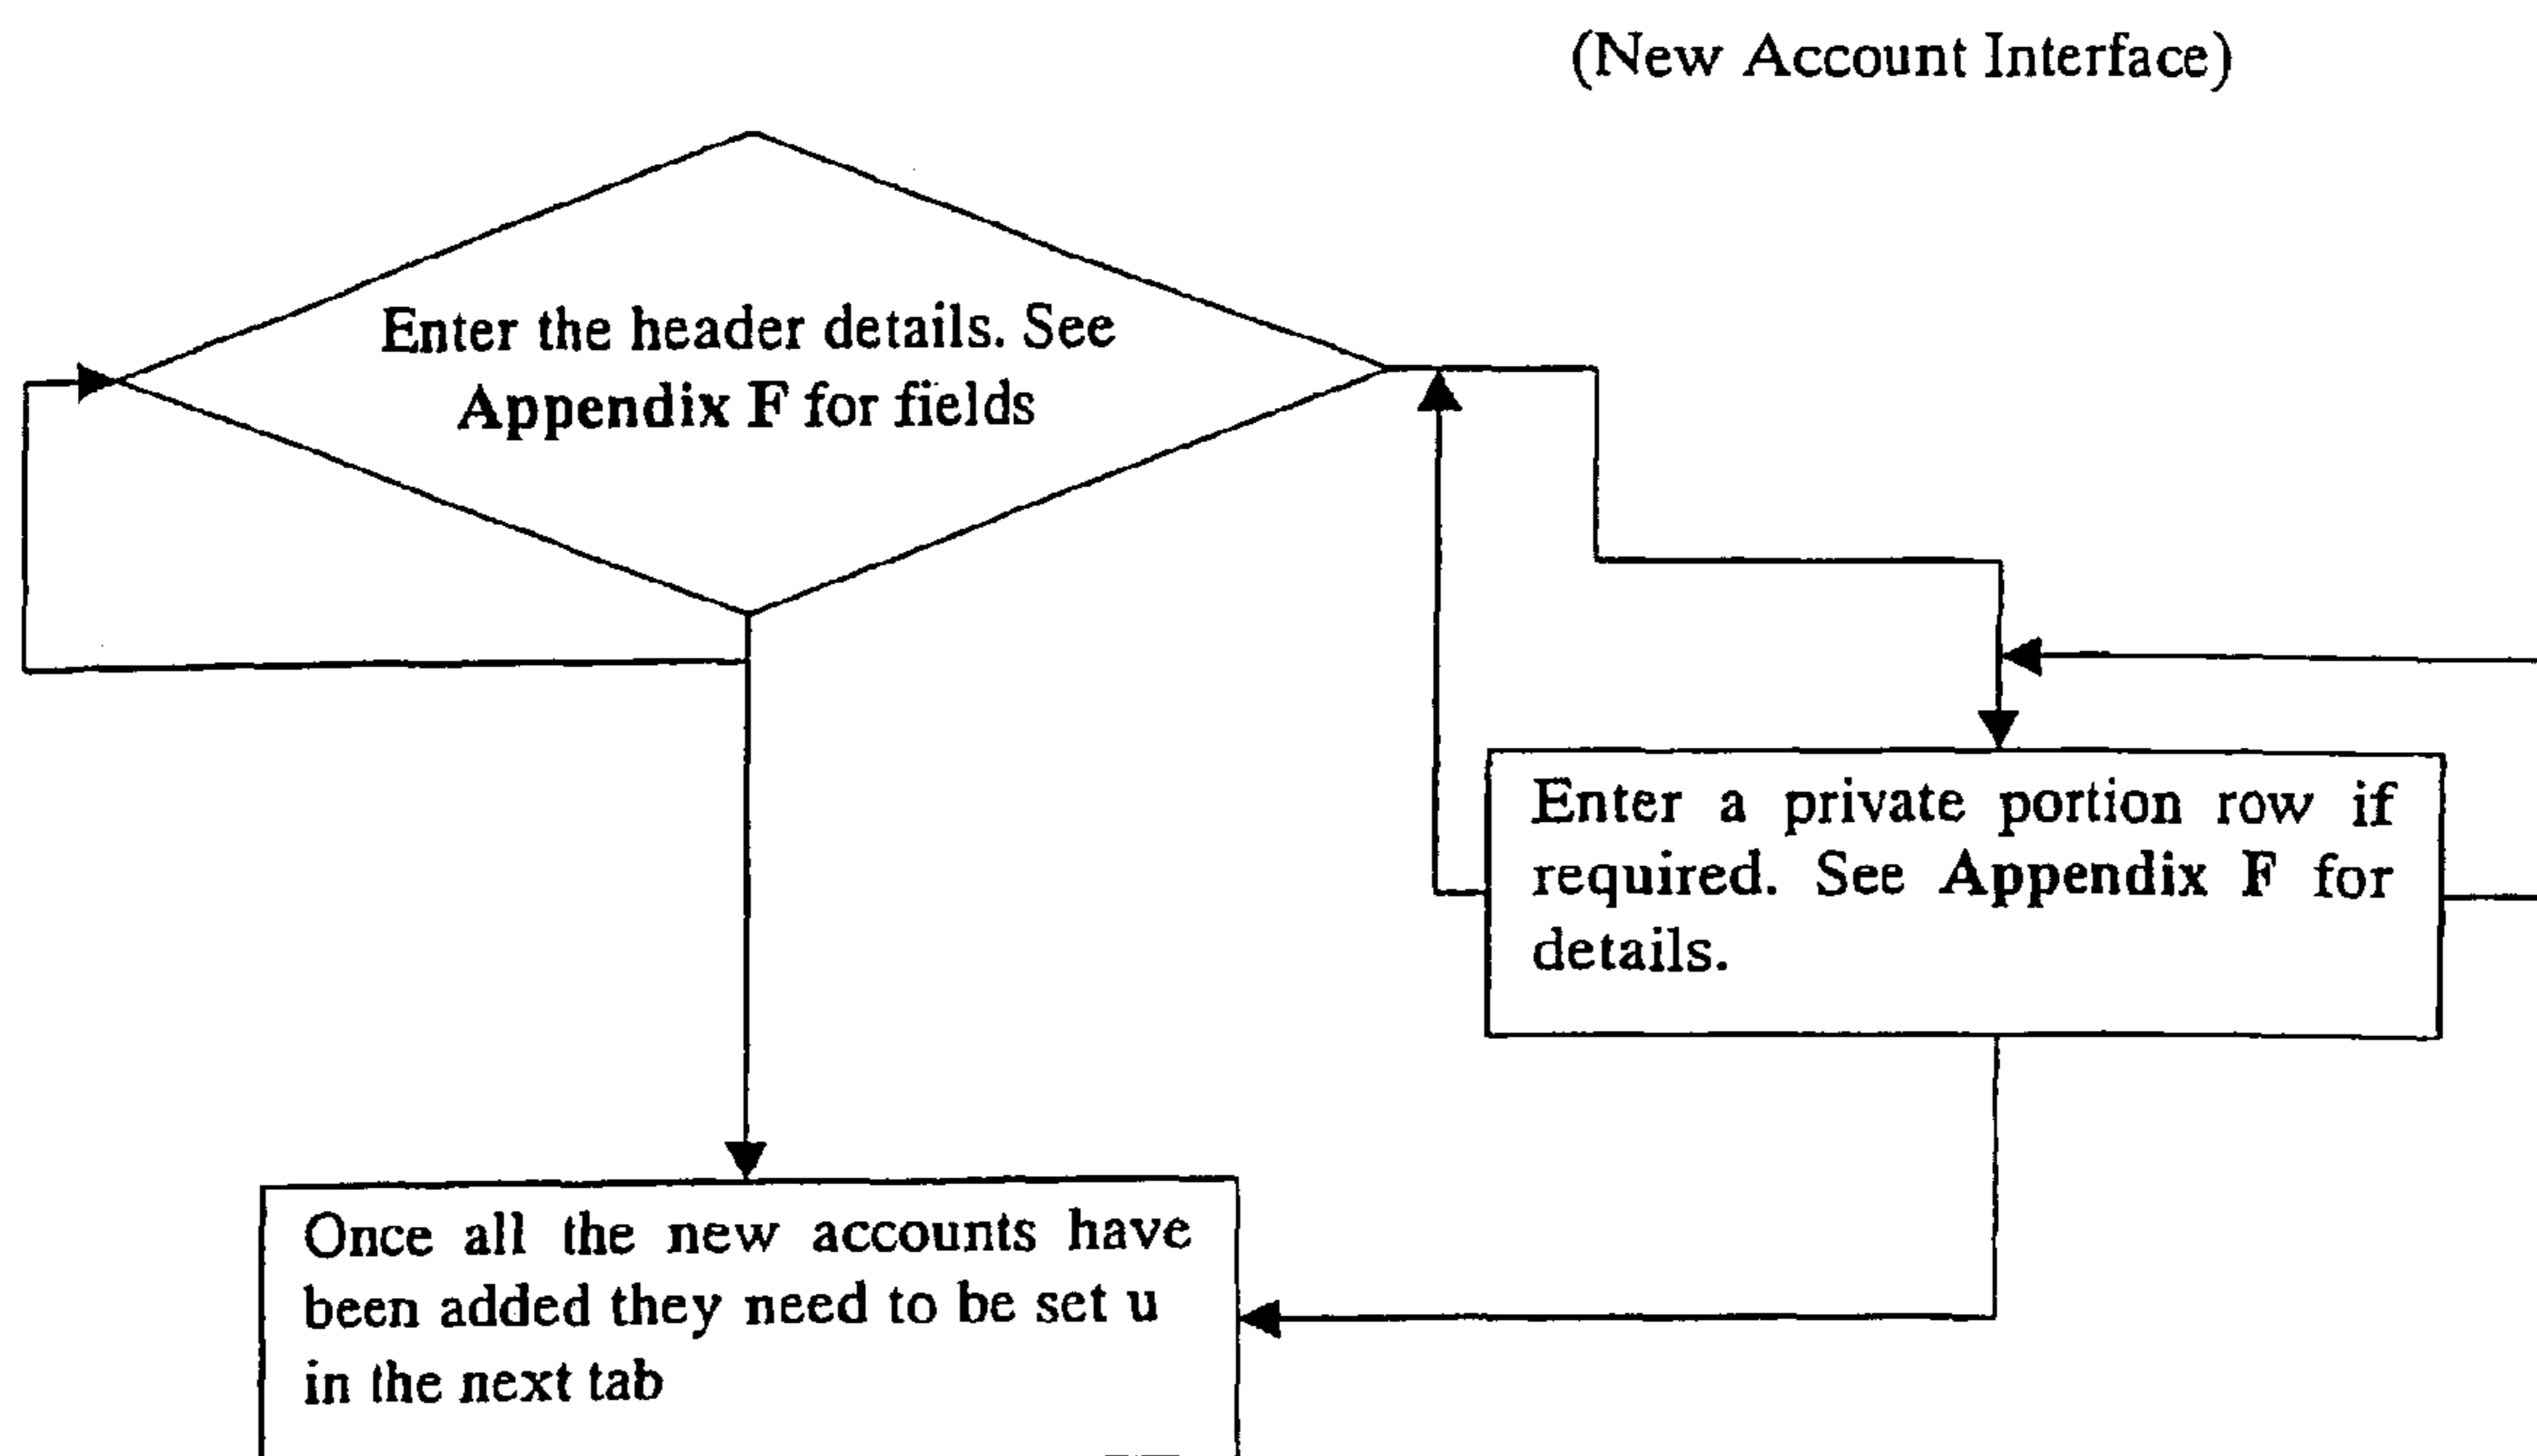 (New Account Interface)
Enter the header details. See
Appendix F for fields
Enter a private portion row if
required. See Appendix F for
details.
Once all the new accounts have
been added they need to be set u
in the next tab